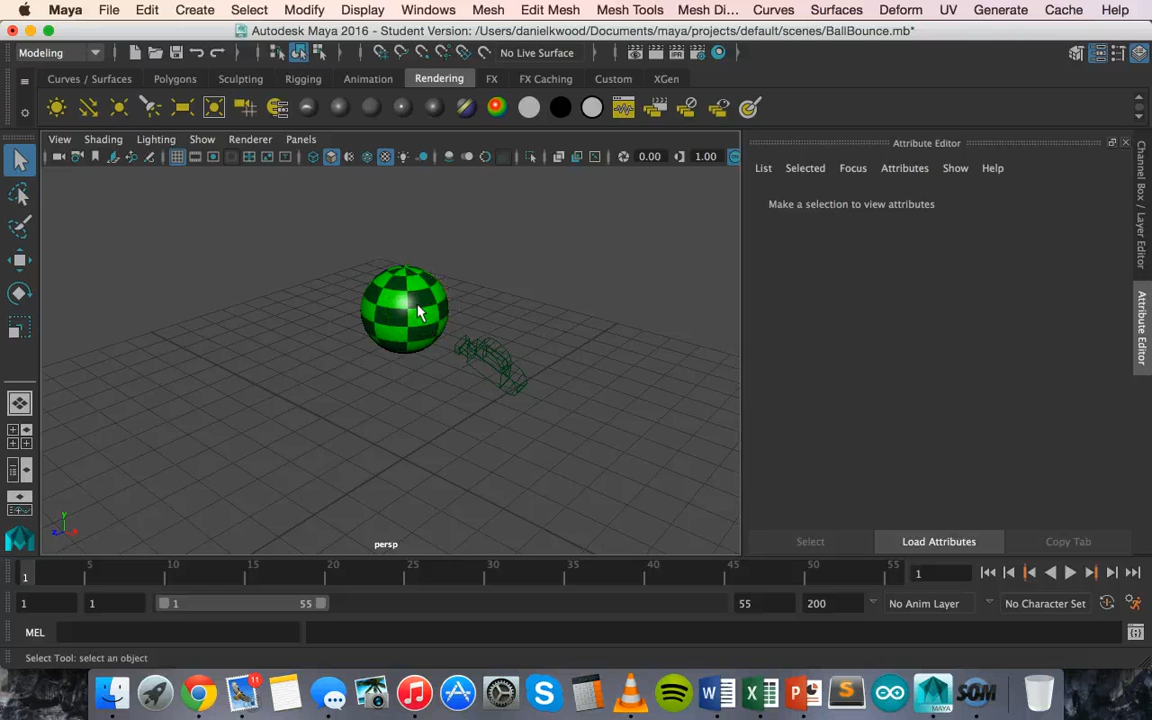 Maya File Edit Create Select Modify Display Windows Mesh Edit Mesh Mesh Tools Mesh Di... Curves Surfaces Deform UV Generate Cache Help
Autodesk Maya 2016 - Student Version: /Users/danielkwood/Documents/maya/projects/default/scenes/BallBounce.mb*
Modeling No Live Surface
Curves / Surfaces Polygons Sculpting Rigging Animation Rendering FX FX Caching Custom XGen
View Shading Lighting Show Renderer Panels
Attribute Editor
0.00 1.00
List Selected Focus Attributes Show Help
Make a selection to view attributes
Channel Box / Layer Editor
Attribute Editor
y
z x
persp
Select Load Attributes Copy Tab
1 5 10 15 20 25 30 35 40 45 50 55 1
1 1 1 55 55 200 No Anim Layer No Character Set
MEL
Select Tool: select an object
11
SOM